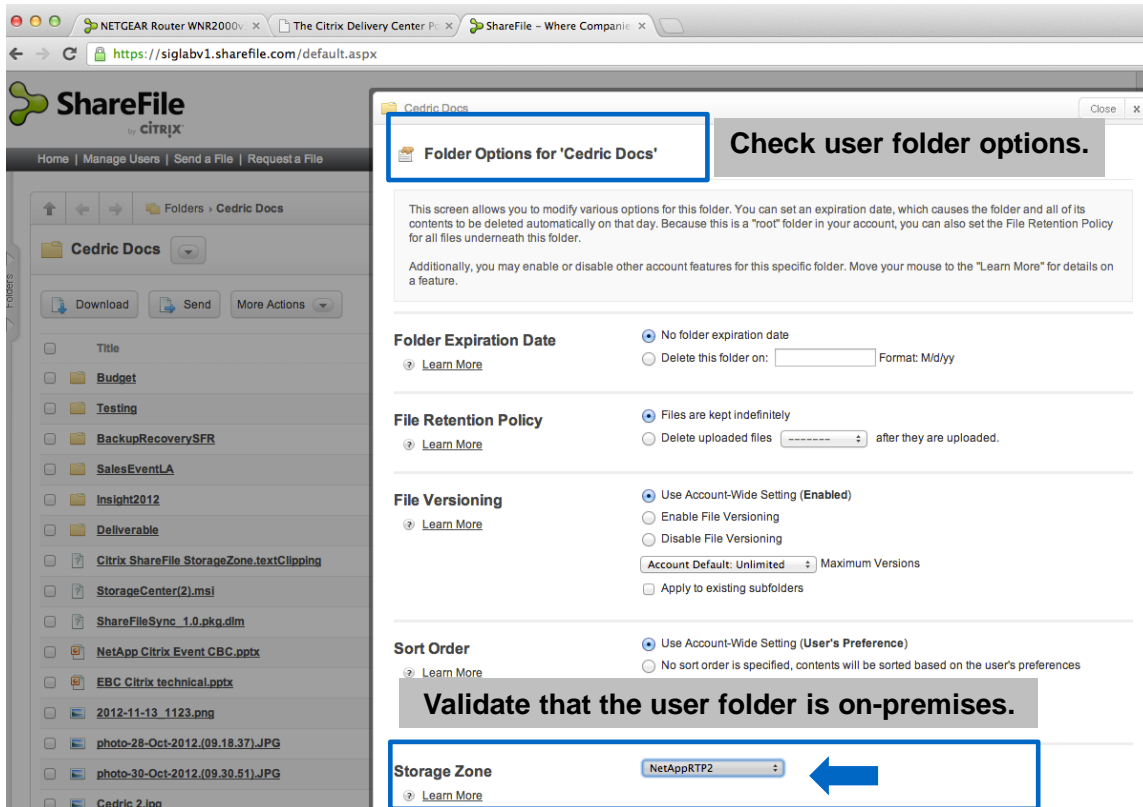 NETGEAR Router WNR2000v
The Citrix Delivery Center Po
ShareFile – Where Companie
https://siglabv1.sharefile.com/default.aspx
ShareFile
by CITRIX
Home | Manage Users | Send a File | Request a File
Folders › Cedric Docs
Cedric Docs
Folders
Download
Send
More Actions
Title
Budget
Testing
BackupRecoverySFR
SalesEventLA
Insight2012
Deliverable
Citrix ShareFile StorageZone.textClipping
StorageCenter(2).msi
ShareFileSync_1.0.pkg.dlm
NetApp Citrix Event CBC.pptx
EBC Citrix technical.pptx
2012-11-13_1123.png
photo-28-Oct-2012.(09.18.37).JPG
photo-30-Oct-2012.(09.30.51).JPG
Cedric 2.jpg
Cedric Docs
Close x
Folder Options for 'Cedric Docs'
Check user folder options.
This screen allows you to modify various options for this folder. You can set an expiration date, which causes the folder and all of its
contents to be deleted automatically on that day. Because this is a "root" folder in your account, you can also set the File Retention Policy
for all files underneath this folder.
Additionally, you may enable or disable other account features for this specific folder. Move your mouse to the "Learn More" for details on
a feature.
Folder Expiration Date
? Learn More
No folder expiration date
Delete this folder on: Format: M/d/yy
File Retention Policy
? Learn More
Files are kept indefinitely
Delete uploaded files ------- after they are uploaded.
File Versioning
? Learn More
Use Account-Wide Setting (Enabled)
Enable File Versioning
Disable File Versioning
Account Default: Unlimited Maximum Versions
Apply to existing subfolders
Sort Order
? Learn More
Use Account-Wide Setting (User's Preference)
No sort order is specified, contents will be sorted based on the user's preferences
Validate that the user folder is on-premises.
Storage Zone
? Learn More
NetAppRTP2